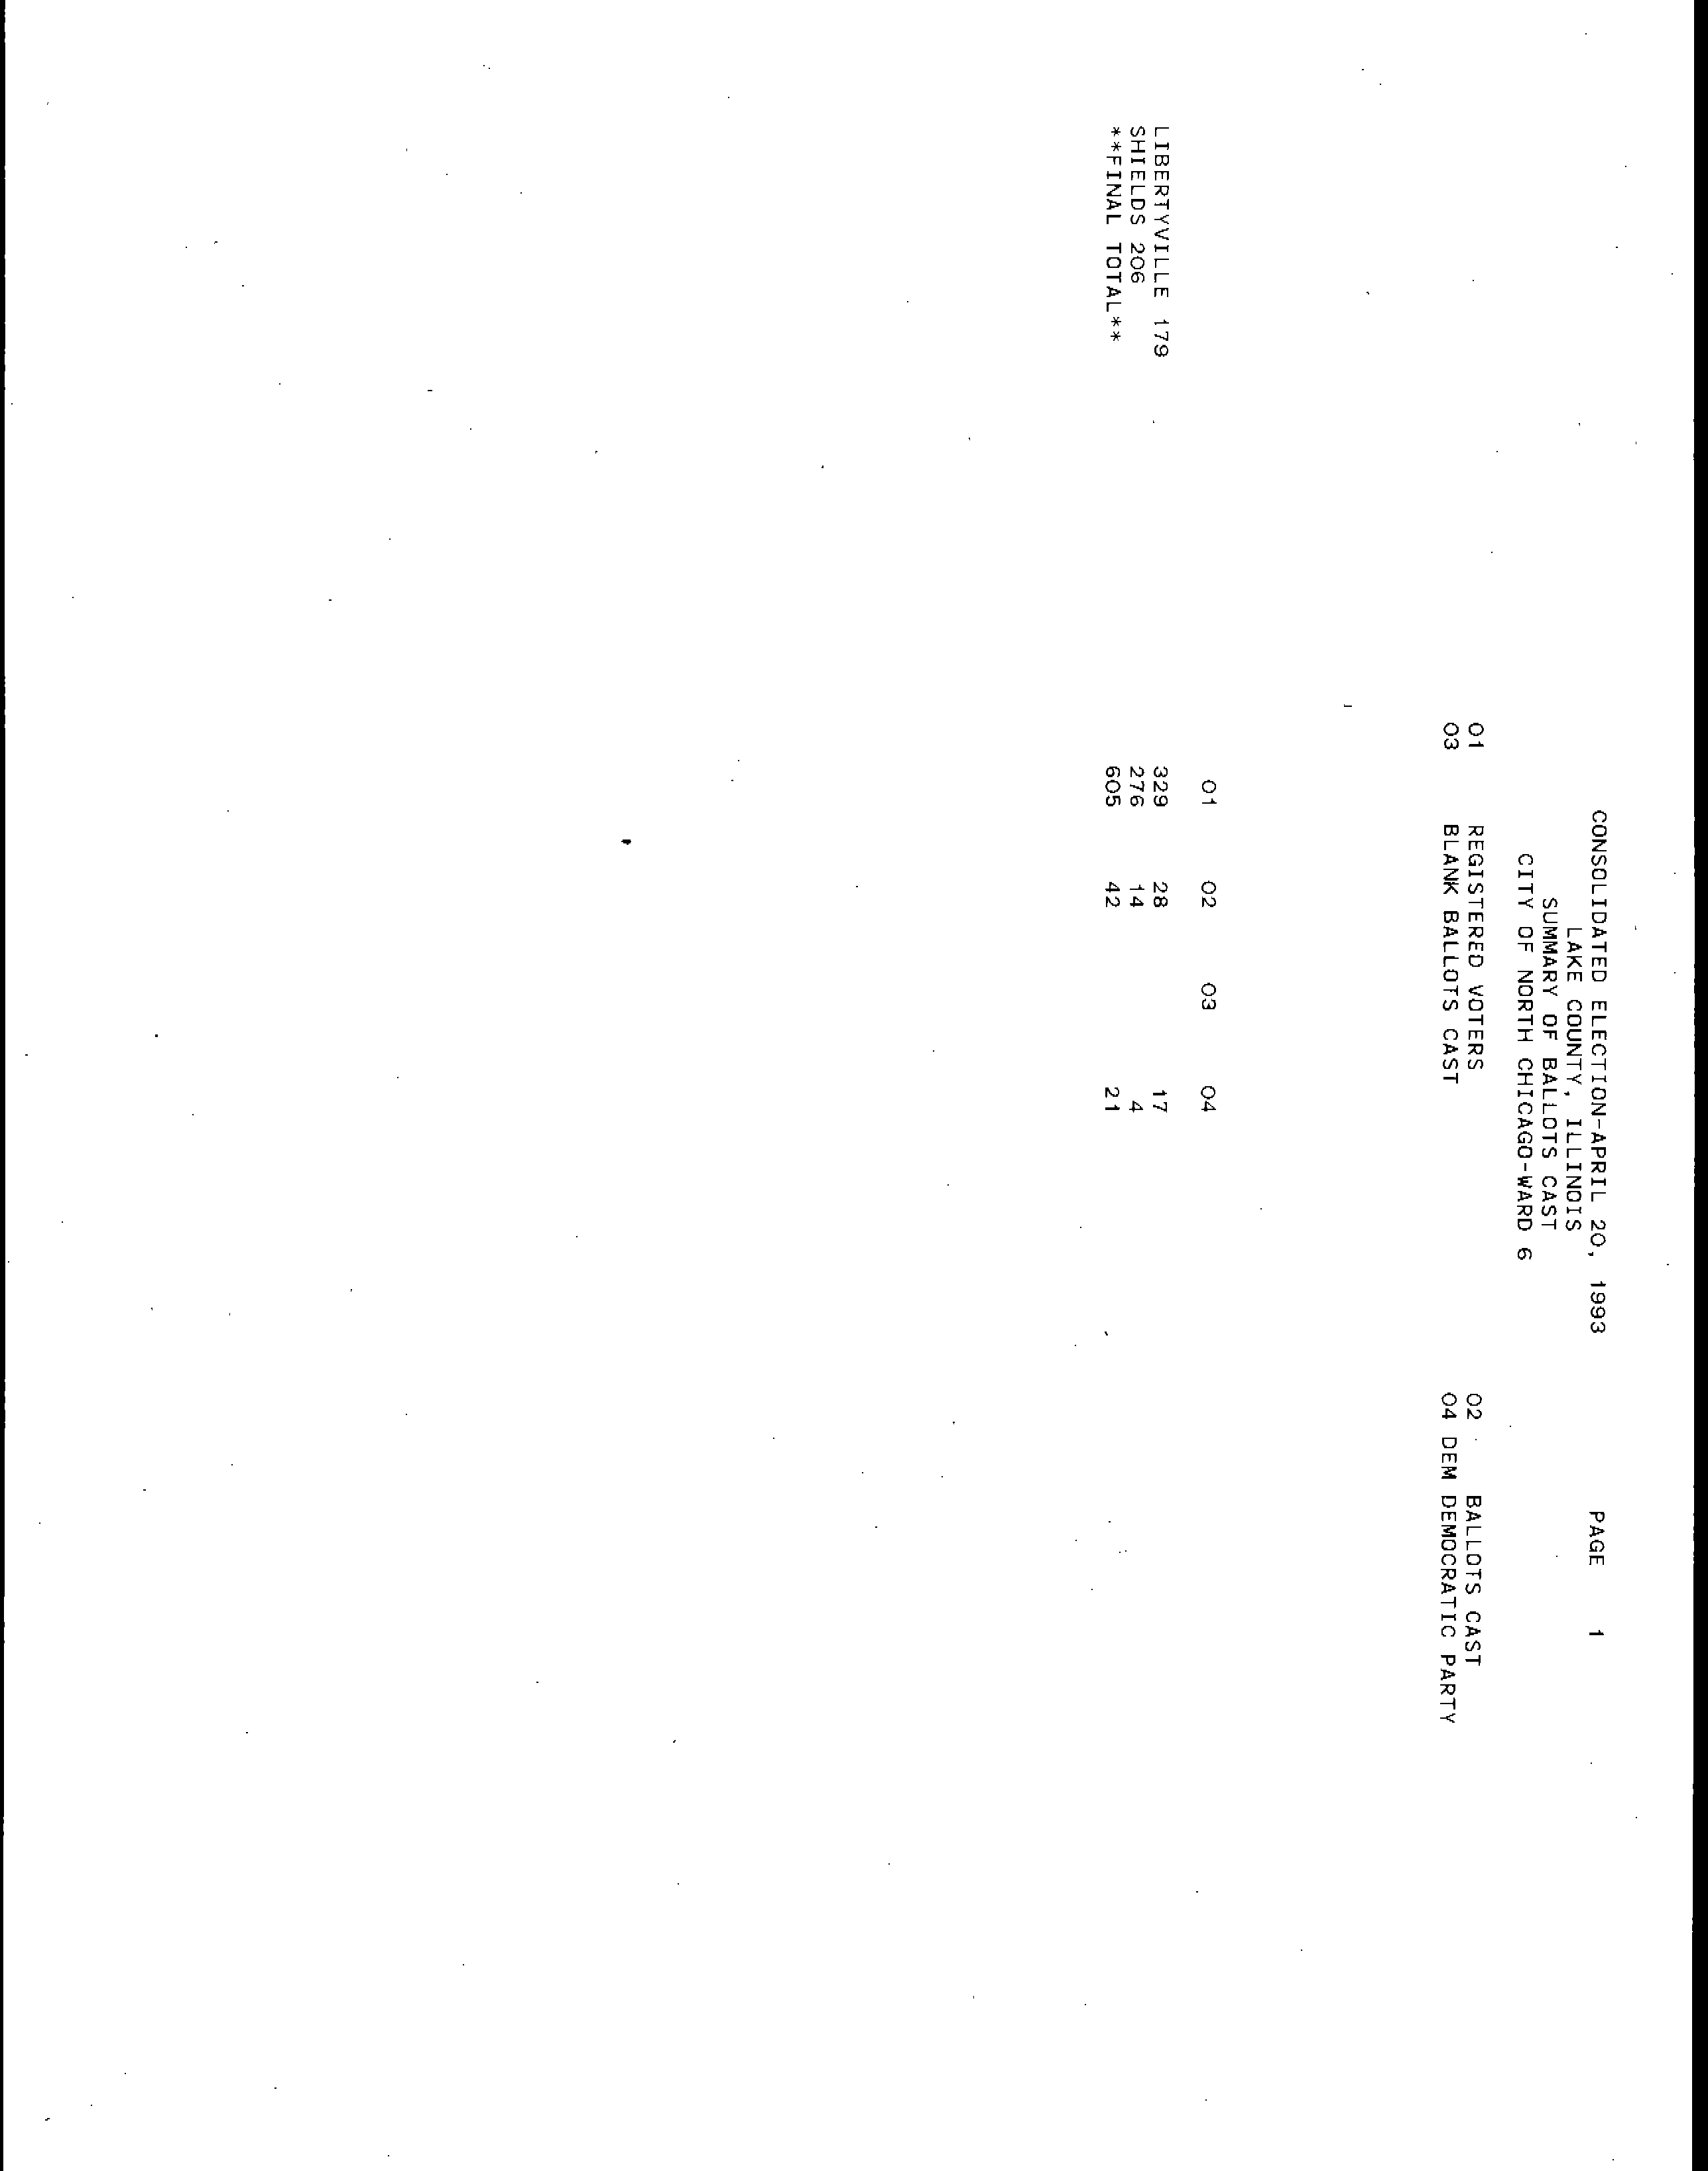 CONSOLIDATED ELECTION-APRIL 20, 1993 PAGE 1
LAKE COUNTY, ILLINOIS
SUMMARY OF BALLOTS CAST
CITY OF NORTH CHICAGO-WARD 6
01 REGISTERED VOTERS 02 BALLOTS CAST
03 BLANK BALLOTS CAST 04 DEM DEMOCRATIC PARTY
01 02 03 04
LIBERTYVILLE 179 329 28 17
SHIELDS 206 276 14 4
**FINAL TOTAL** 605 42 21